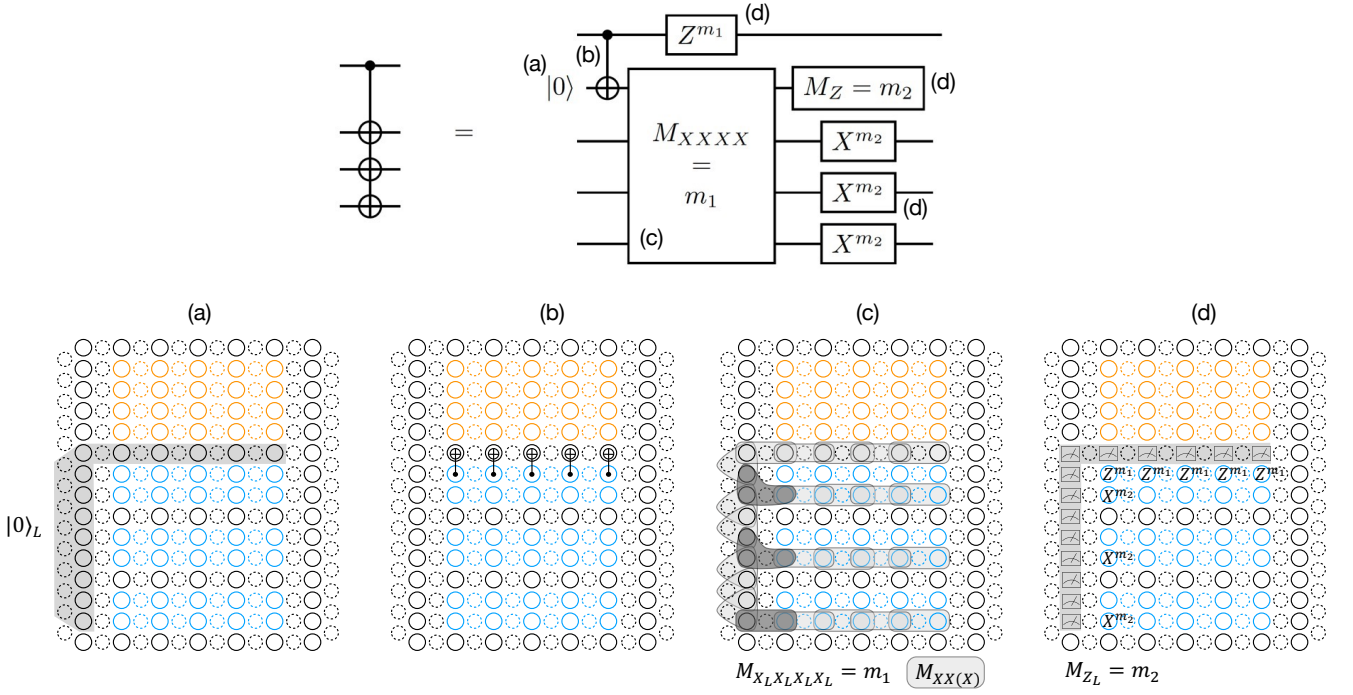 (d)
Z^{m_1}
(b)
(a)
|0⟩
M_Z = m_2 (d)
=
M_{XXXX}
=
m_1
X^{m_2}
X^{m_2}
(d)
(c)
X^{m_2}
(a) (b) (c) (d)
|0⟩_L
Z^{m_1} Z^{m_1} Z^{m_1} Z^{m_1} Z^{m_1}
X^{m_2}
X^{m_2}
X^{m_2}
M_{X_L X_L X_L X_L} = m_1 M_{XX(X)} M_{Z_L} = m_2